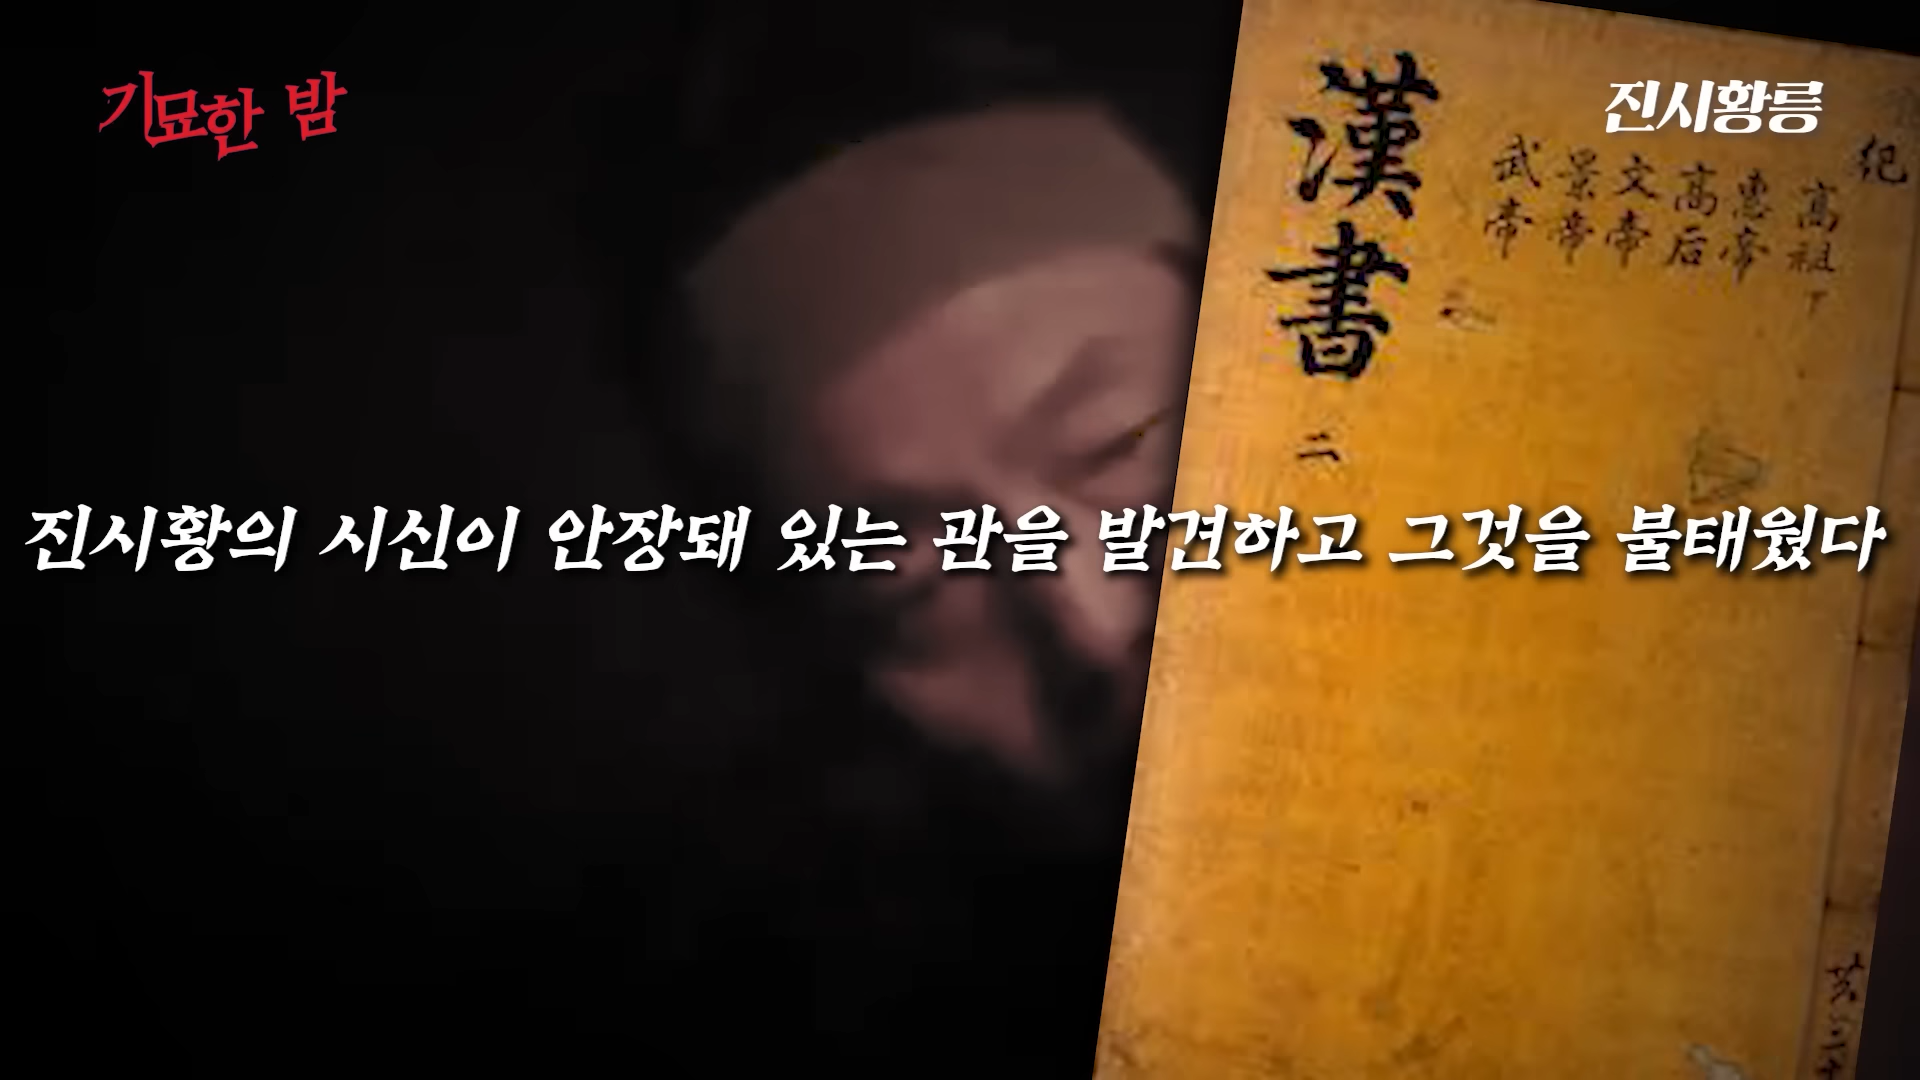 기묘한 밤
진시황릉
漢書 二
紀
高祖
惠帝
高后
文帝
景帝
武帝
진시황의 시신이 안장돼 있는 관을 발견하고 그것을 불태웠다